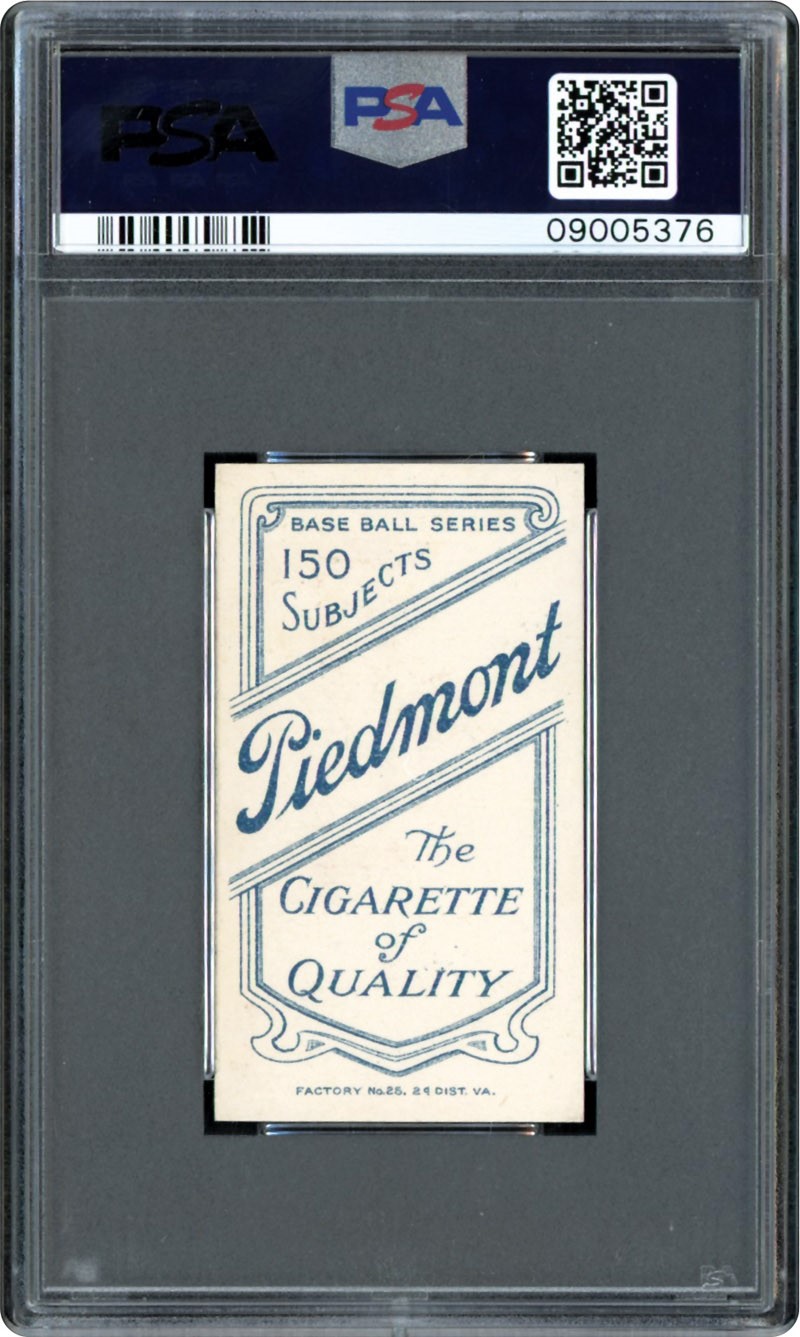 PSA
PSA
09005376
BASE BALL SERIES
150
SUBJECTS
Piedmont
The
CIGARETTE
of
QUALITY
FACTORY No.25, 2d DIST. VA.